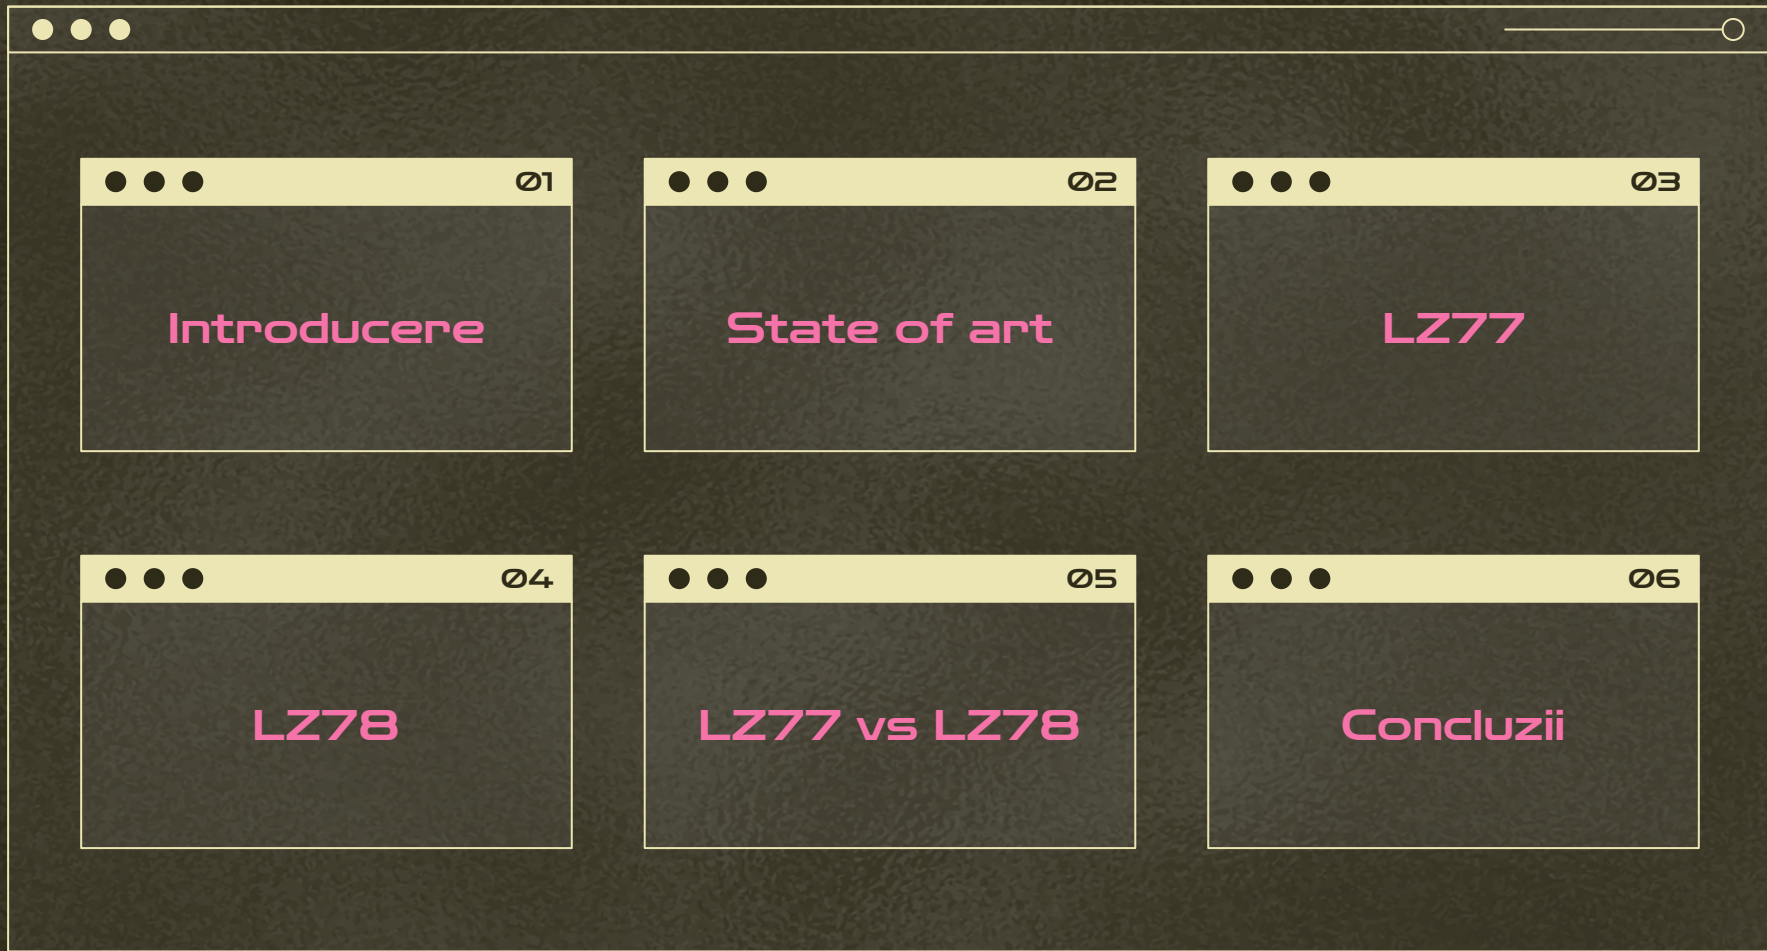 01
Introducere
02
State of art
03
LZ77
04
LZ78
05
LZ77 vs LZ78
06
Concluzii